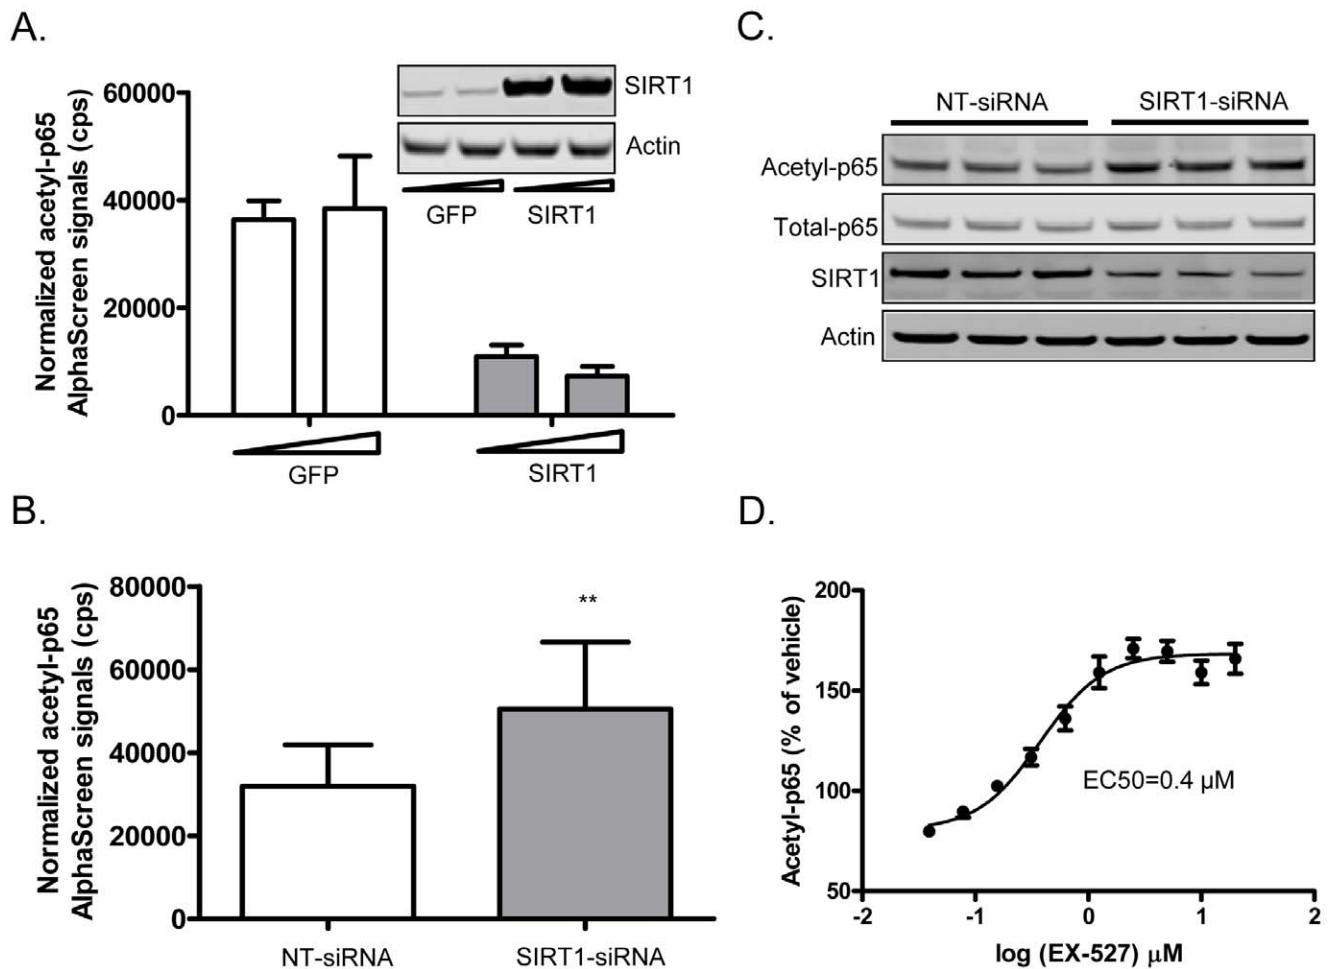 A.
Normalized acetyl-p65
AlphaScreen signals (cps)
60000
40000
20000
0
SIRT1
Actin
GFP SIRT1
GFP SIRT1
B.
Normalized acetyl-p65
AlphaScreen signals (cps)
80000
60000
40000
20000
0
**
NT-siRNA SIRT1-siRNA
C.
NT-siRNA SIRT1-siRNA
Acetyl-p65
Total-p65
SIRT1
Actin
D.
Acetyl-p65 (% of vehicle)
200
150
100
50
EC50=0.4 µM
-2 -1 0 1 2
log (EX-527) µM